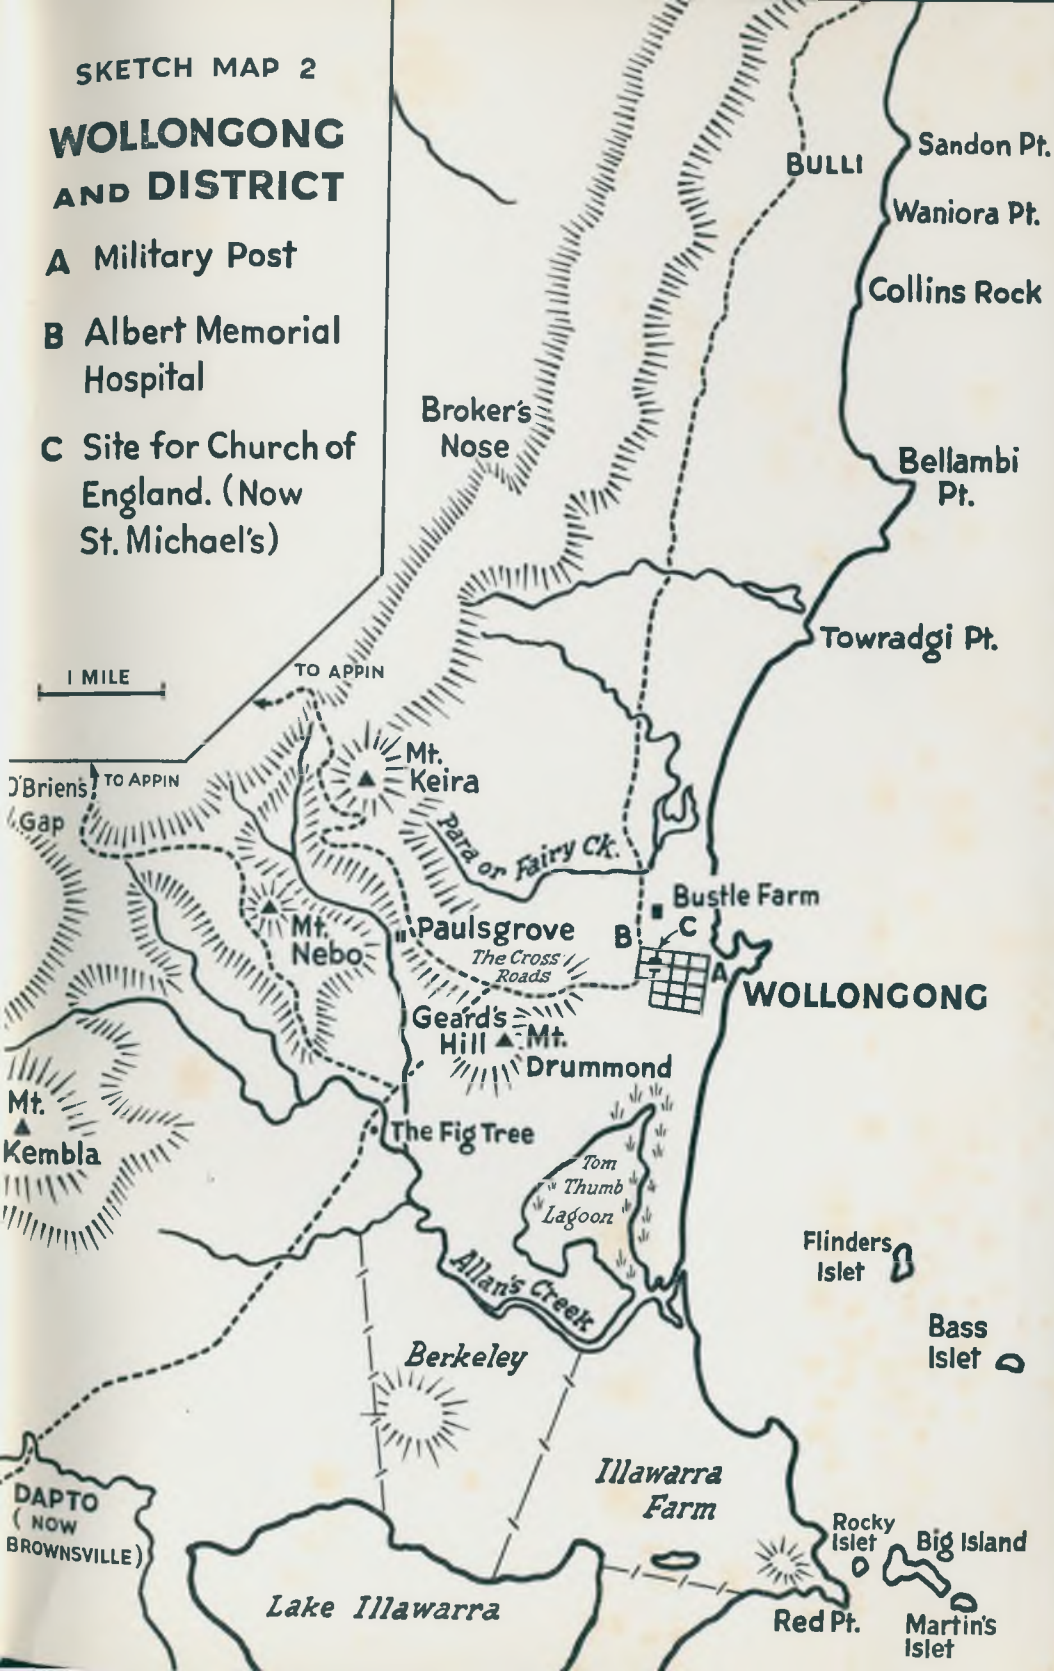 SKETCH MAP 2
WOLLONGONG
AND DISTRICT
A Military Post
B Albert Memorial
Hospital
C Site for Church of
England. (Now
St. Michael's)
1 MILE
BULLI
Sandon Pt.
Waniora Pt.
Collins Rock
Broker's
Nose
Bellambi
Pt.
Towradgi Pt.
TO APPIN
Mt.
Keira
TO APPIN
O'Brien's
Gap
Para or Fairy Ck.
Bustle Farm
B
C
Paulsgrove
Mt.
Nebo
The Cross
Roads
T
A
WOLLONGONG
Geard's
Hill
Mt.
Drummond
Mt.
Kembla
The Fig Tree
Tom
Thumb
Lagoon
Flinders
Islet
Allan's Creek
Bass
Islet
Berkeley
Illawarra
Farm
DAPTO
(NOW
BROWNSVILLE)
Rocky
Islet
Big Island
Lake Illawarra
Red Pt.
Martin's
Islet